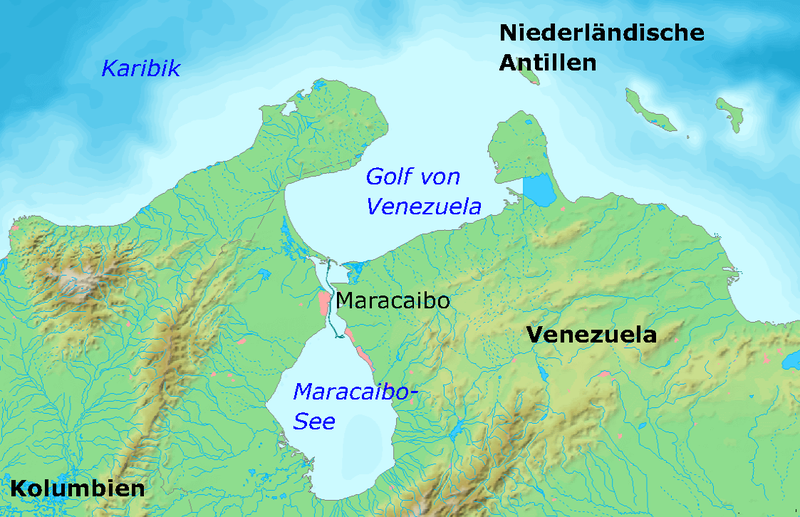 Niederländische
Antillen
Karibik
Golf von
Venezuela
Maracaibo
Venezuela
Maracaibo-
See
Kolumbien